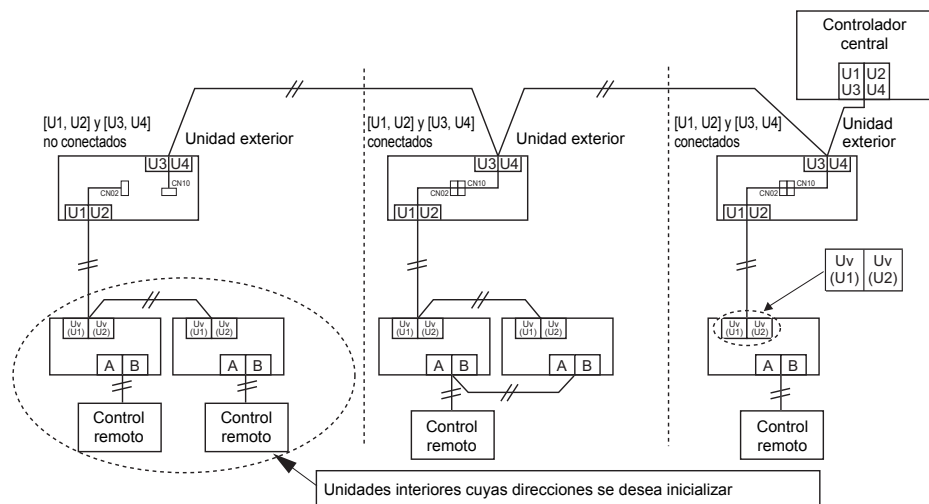 Controlador
central
U1 U2
U3 U4
[U1, U2] y [U3, U4]
no conectados
Unidad exterior
[U1, U2] y [U3, U4]
conectados
Unidad exterior
[U1, U2] y [U3, U4]
conectados
Unidad
exterior
U3 U4
CN02
CN10
U1 U2
U3 U4
CN02
CN10
U1 U2
U3 U4
CN02
CN10
U1 U2
Uv Uv
(U1) (U2)
Uv Uv
(U1) (U2)
A B
Uv Uv
(U1) (U2)
A B
Uv Uv
(U1) (U2)
A B
Uv Uv
(U1) (U2)
A B
Uv Uv
(U1) (U2)
A B
Control
remoto
Control
remoto
Control
remoto
Control
remoto
Unidades interiores cuyas direcciones se desea inicializar